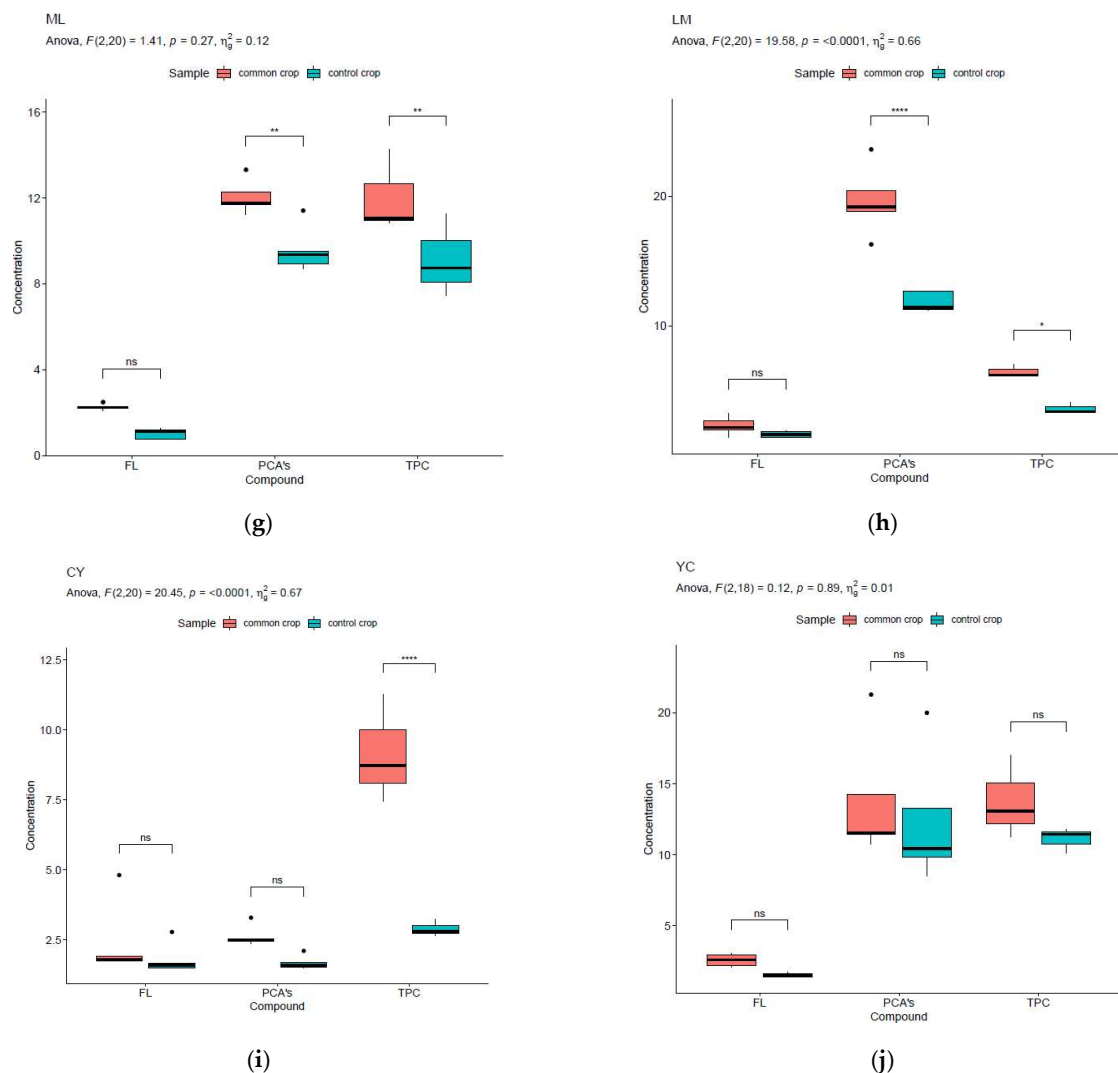 ML
Anova, F(2,20) = 1.41, p = 0.27, η²g = 0.12
Sample common crop control crop
16
12
8
4
0
Concentration
ns
**
**
FL PCA's TPC
Compound
(g)
LM
Anova, F(2,20) = 19.58, p = <0.0001, η²g = 0.66
Sample common crop control crop
20
10
Concentration
ns
****
*
FL PCA's TPC
Compound
(h)
CY
Anova, F(2,20) = 20.45, p = <0.0001, η²g = 0.67
Sample common crop control crop
12.5
10.0
7.5
5.0
2.5
Concentration
ns
ns
****
FL PCA's TPC
Compound
(i)
YC
Anova, F(2,18) = 0.12, p = 0.89, η²g = 0.01
Sample common crop control crop
20
15
10
5
Concentration
ns
ns
ns
FL PCA's TPC
Compound
(j)